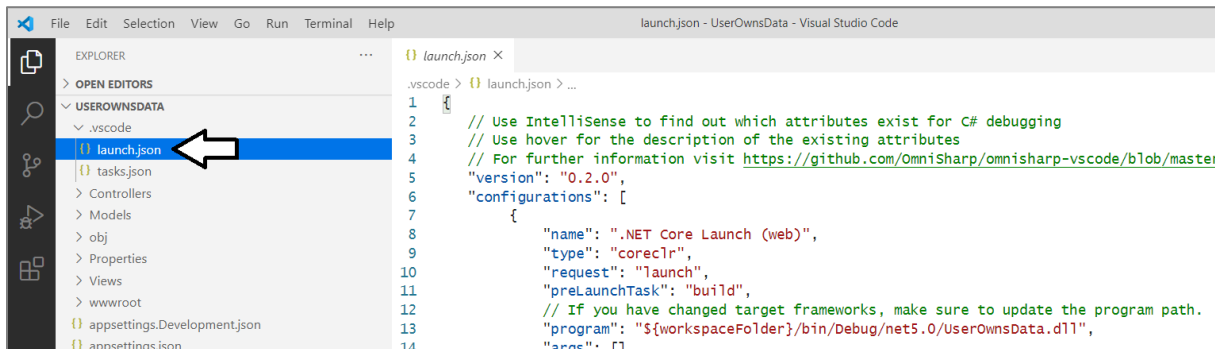 File Edit Selection View Go Run Terminal Help launch.json - UserOwnsData - Visual Studio Code
EXPLORER ...
OPEN EDITORS
USEROWNSDATA
.vscode
{} launch.json
{} tasks.json
Controllers
Models
obj
Properties
Views
wwwroot
{} appsettings.Development.json
{} appsettings.json
{} launch.json ×
.vscode > {} launch.json > ...
1 {
2 // Use IntelliSense to find out which attributes exist for C# debugging
3 // Use hover for the description of the existing attributes
4 // For further information visit https://github.com/OmniSharp/omnisharp-vscode/blob/master
5 "version": "0.2.0",
6 "configurations": [
7 {
8 "name": ".NET Core Launch (web)",
9 "type": "coreclr",
10 "request": "launch",
11 "preLaunchTask": "build",
12 // If you have changed target frameworks, make sure to update the program path.
13 "program": "${workspaceFolder}/bin/Debug/net5.0/UserOwnsData.dll",
14 "args": [],